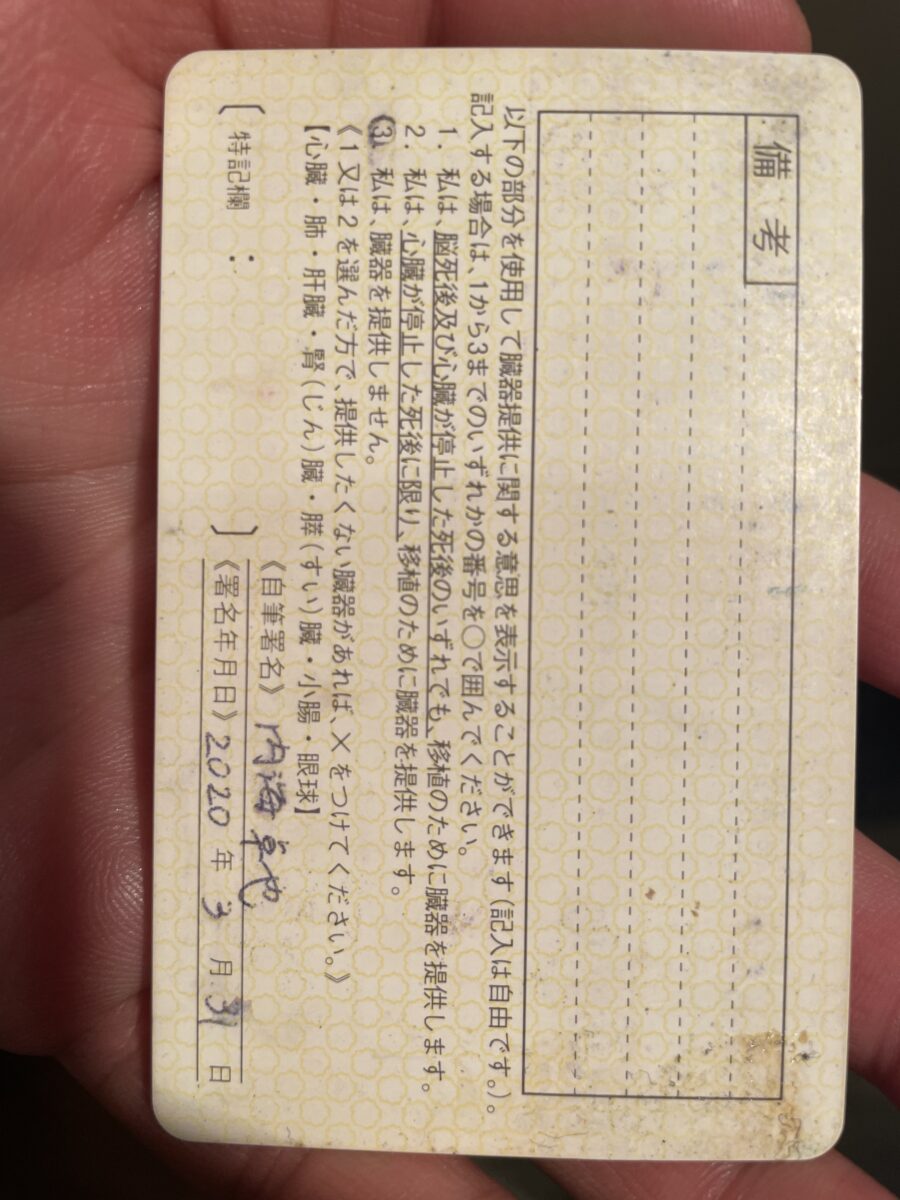 備考
以下の部分を使用して臓器提供に関する意思を表示することができます(記入は自由です。)。
記入する場合は、1から3までのいずれかの番号を○で囲んでください。
1. 私は、脳死後及び心臓が停止した死後のいずれでも、移植のために臓器を提供します。
2. 私は、心臓が停止した死後に限り、移植のために臓器を提供します。
3. 私は、臓器を提供しません。
《1又は2を選んだ方で、提供したくない臓器があれば、×をつけてください。》
【心臓・肺・肝臓・腎(じん)臓・膵(すい)臓・小腸・眼球】
〔特記欄: 〕
《自筆署名》内海卓也
《署名年月日》2020年3月31日